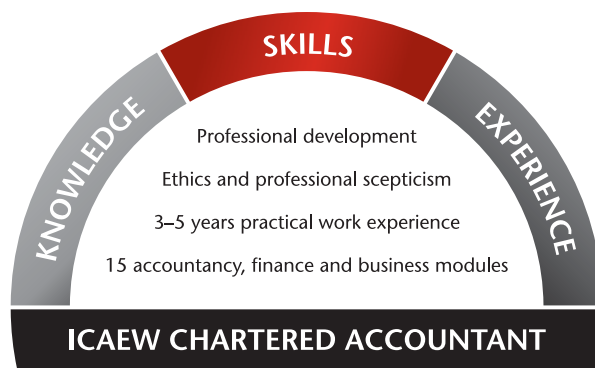 SKILLS
KNOWLEDGE
EXPERIENCE
Professional development
Ethics and professional scepticism
3–5 years practical work experience
15 accountancy, finance and business modules
ICAEW CHARTERED ACCOUNTANT